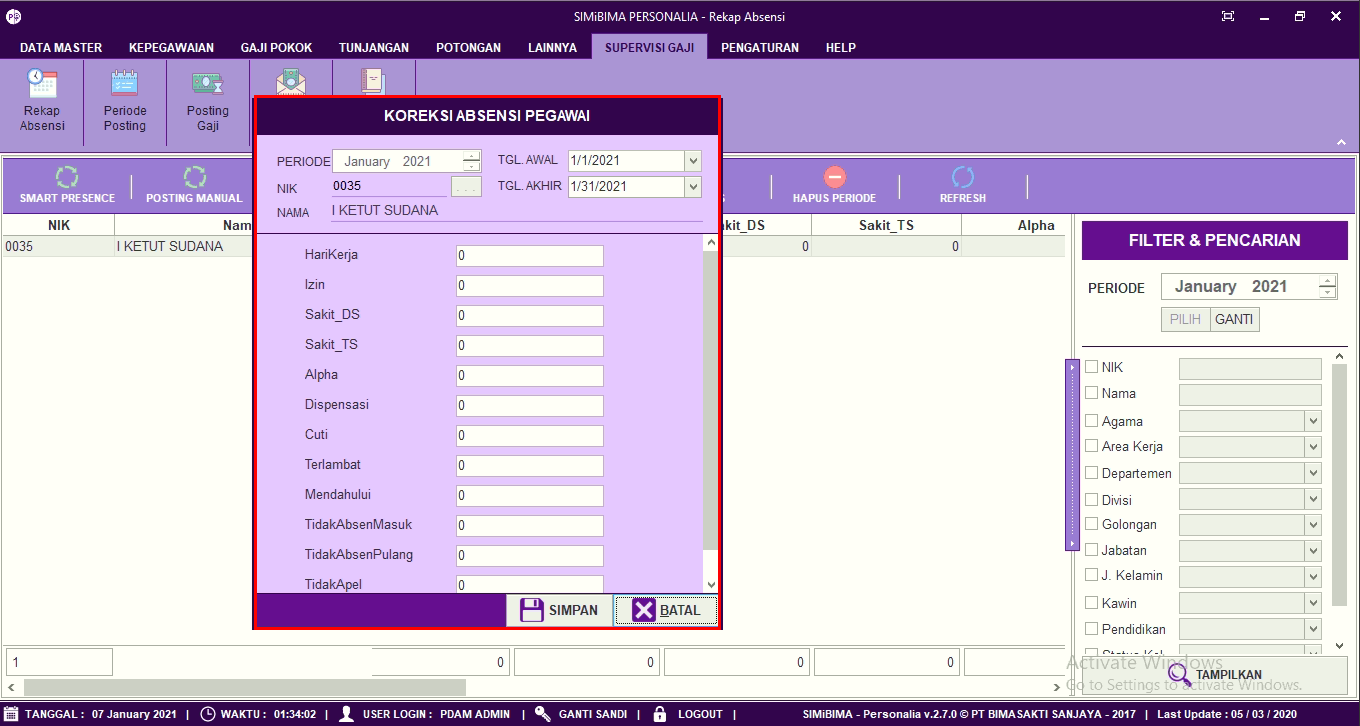 SIMiBIMA PERSONALIA - Rekap Absensi
DATA MASTER KEPEGAWAIAN GAJI POKOK TUNJANGAN POTONGAN LAINNYA SUPERVISI GAJI PENGATURAN HELP
Rekap Absensi
Periode Posting
Posting Gaji
SMART PRESENCE POSTING MANUAL HAPUS PERIODE REFRESH
KOREKSI ABSENSI PEGAWAI
PERIODE January 2021 TGL. AWAL 1/1/2021
NIK 0035 ... TGL. AKHIR 1/31/2021
NAMA I KETUT SUDANA
HariKerja 0
Izin 0
Sakit_DS 0
Sakit_TS 0
Alpha 0
Dispensasi 0
Cuti 0
Terlambat 0
Mendahului 0
TidakAbsenMasuk 0
TidakAbsenPulang 0
TidakApel 0
SIMPAN BATAL
NIK Nam akit_DS Sakit_TS Alpha
0035 I KETUT SUDANA 0 0
1 0 0 0 0
FILTER & PENCARIAN
PERIODE January 2021
PILIH GANTI
NIK
Nama
Agama
Area Kerja
Departemen
Divisi
Golongan
Jabatan
J. Kelamin
Kawin
Pendidikan
TAMPILKAN
Activate Windows
Go to Settings to activate Windows.
TANGGAL : 07 January 2021 | WAKTU : 01:34:02 | USER LOGIN : PDAM ADMIN | GANTI SANDI | LOGOUT | SIMiBIMA - Personalia v.2.7.0 © PT BIMASAKTI SANJAYA - 2017 | Last Update : 05 / 03 / 2020